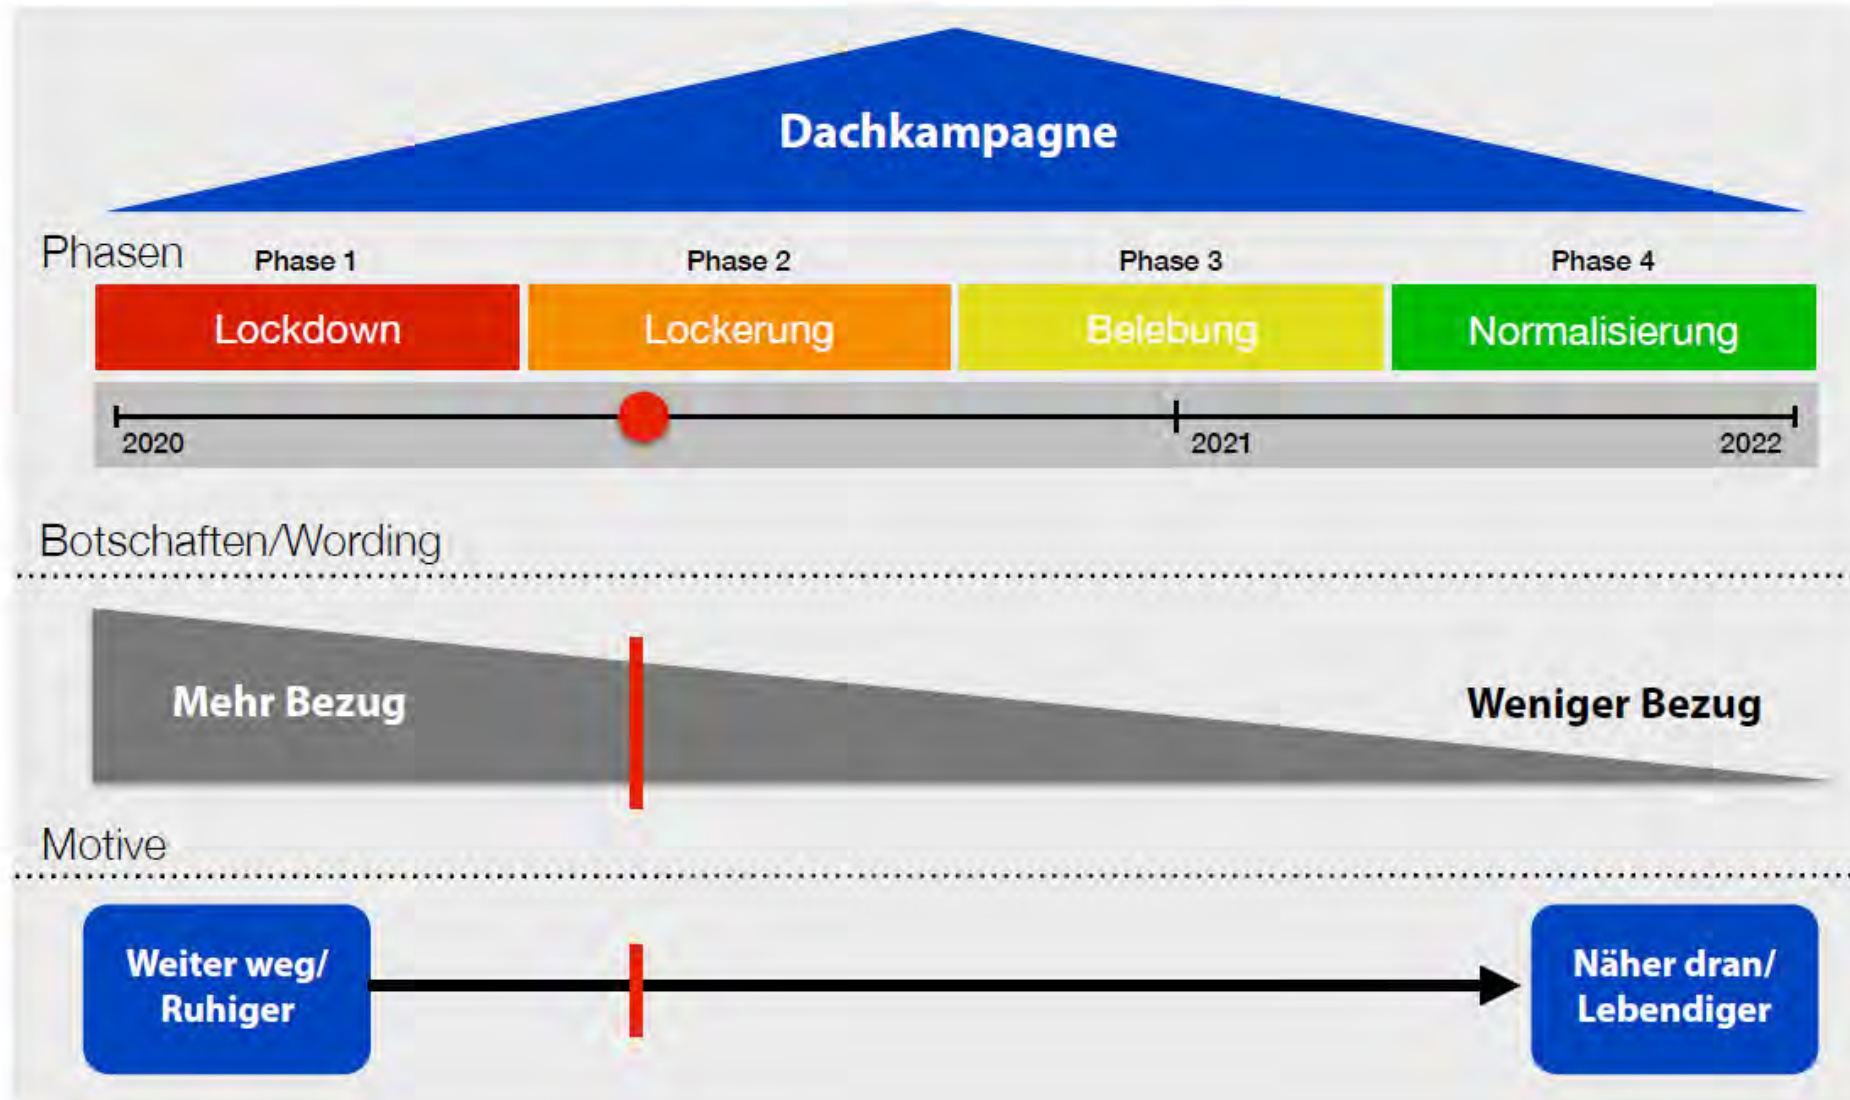 Dachkampagne
Phasen
Phase 1
Phase 2
Phase 3
Phase 4
Lockdown
Lockerung
Belebung
Normalisierung
2020
2021
2022
Botschaften/Wording
Mehr Bezug
Weniger Bezug
Motive
Weiter weg/
Ruhiger
Näher dran/
Lebendiger